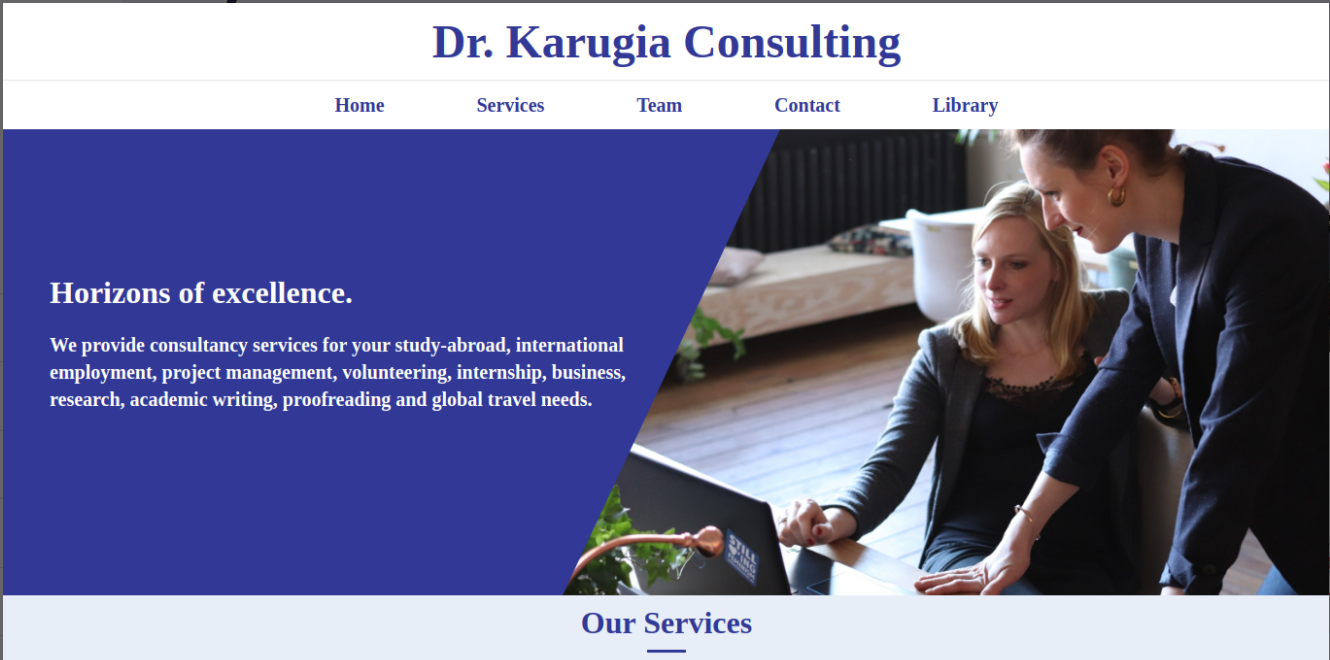 Dr. Karugia Consulting
Home Services Team Contact Library
Horizons of excellence.
We provide consultancy services for your study-abroad, international
employment, project management, volunteering, internship, business,
research, academic writing, proofreading and global travel needs.
STILL
Our Services